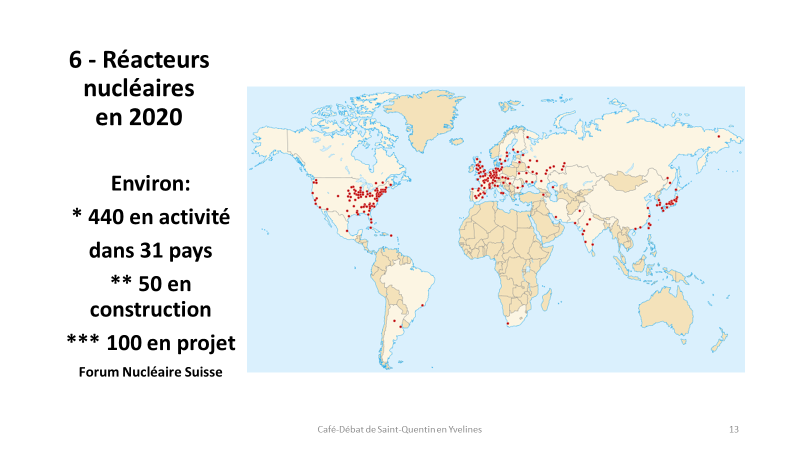 6 - Réacteurs
nucléaires
en 2020
Environ:
* 440 en activité
dans 31 pays
** 50 en
construction
*** 100 en projet
Forum Nucléaire Suisse
Café-Débat de Saint-Quentin en Yvelines
13